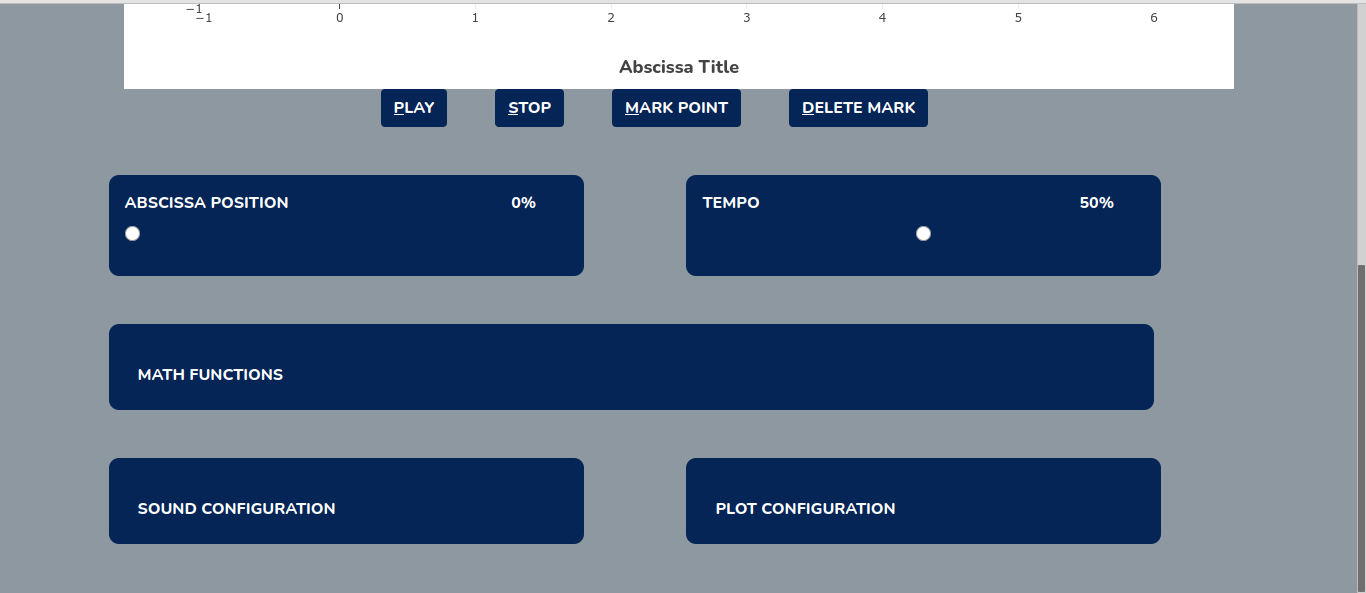 −1
−1 0 1 2 3 4 5 6
Abscissa Title
PLAY STOP MARK POINT DELETE MARK
ABSCISSA POSITION 0% TEMPO 50%
MATH FUNCTIONS
SOUND CONFIGURATION PLOT CONFIGURATION